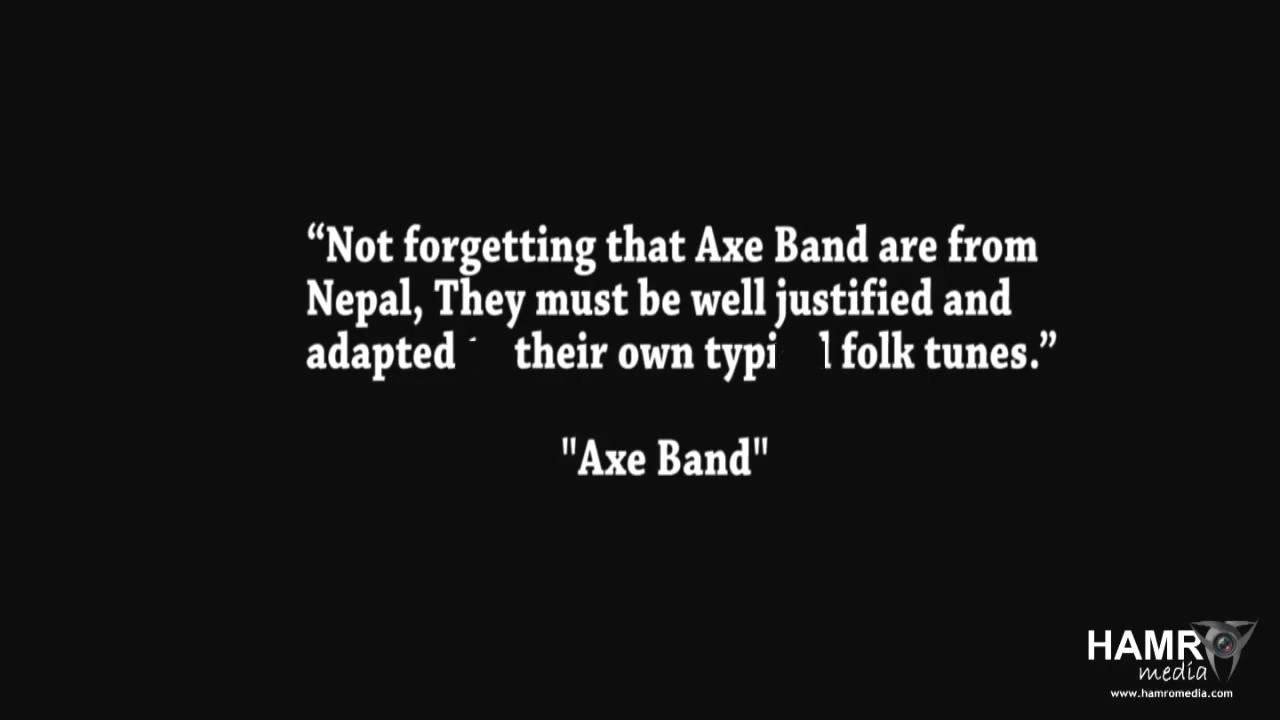 “Not forgetting that Axe Band are from
Nepal, They must be well justified and
adapted their own folk tunes.”
"Axe Band"
HAMRO
media
www.hamromedia.com